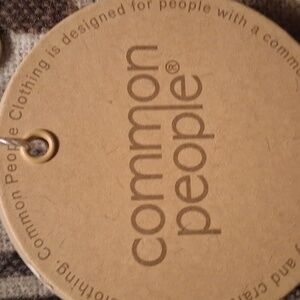 common
people®
clothing. Common People Clothing is designed for people with a comm
and cra